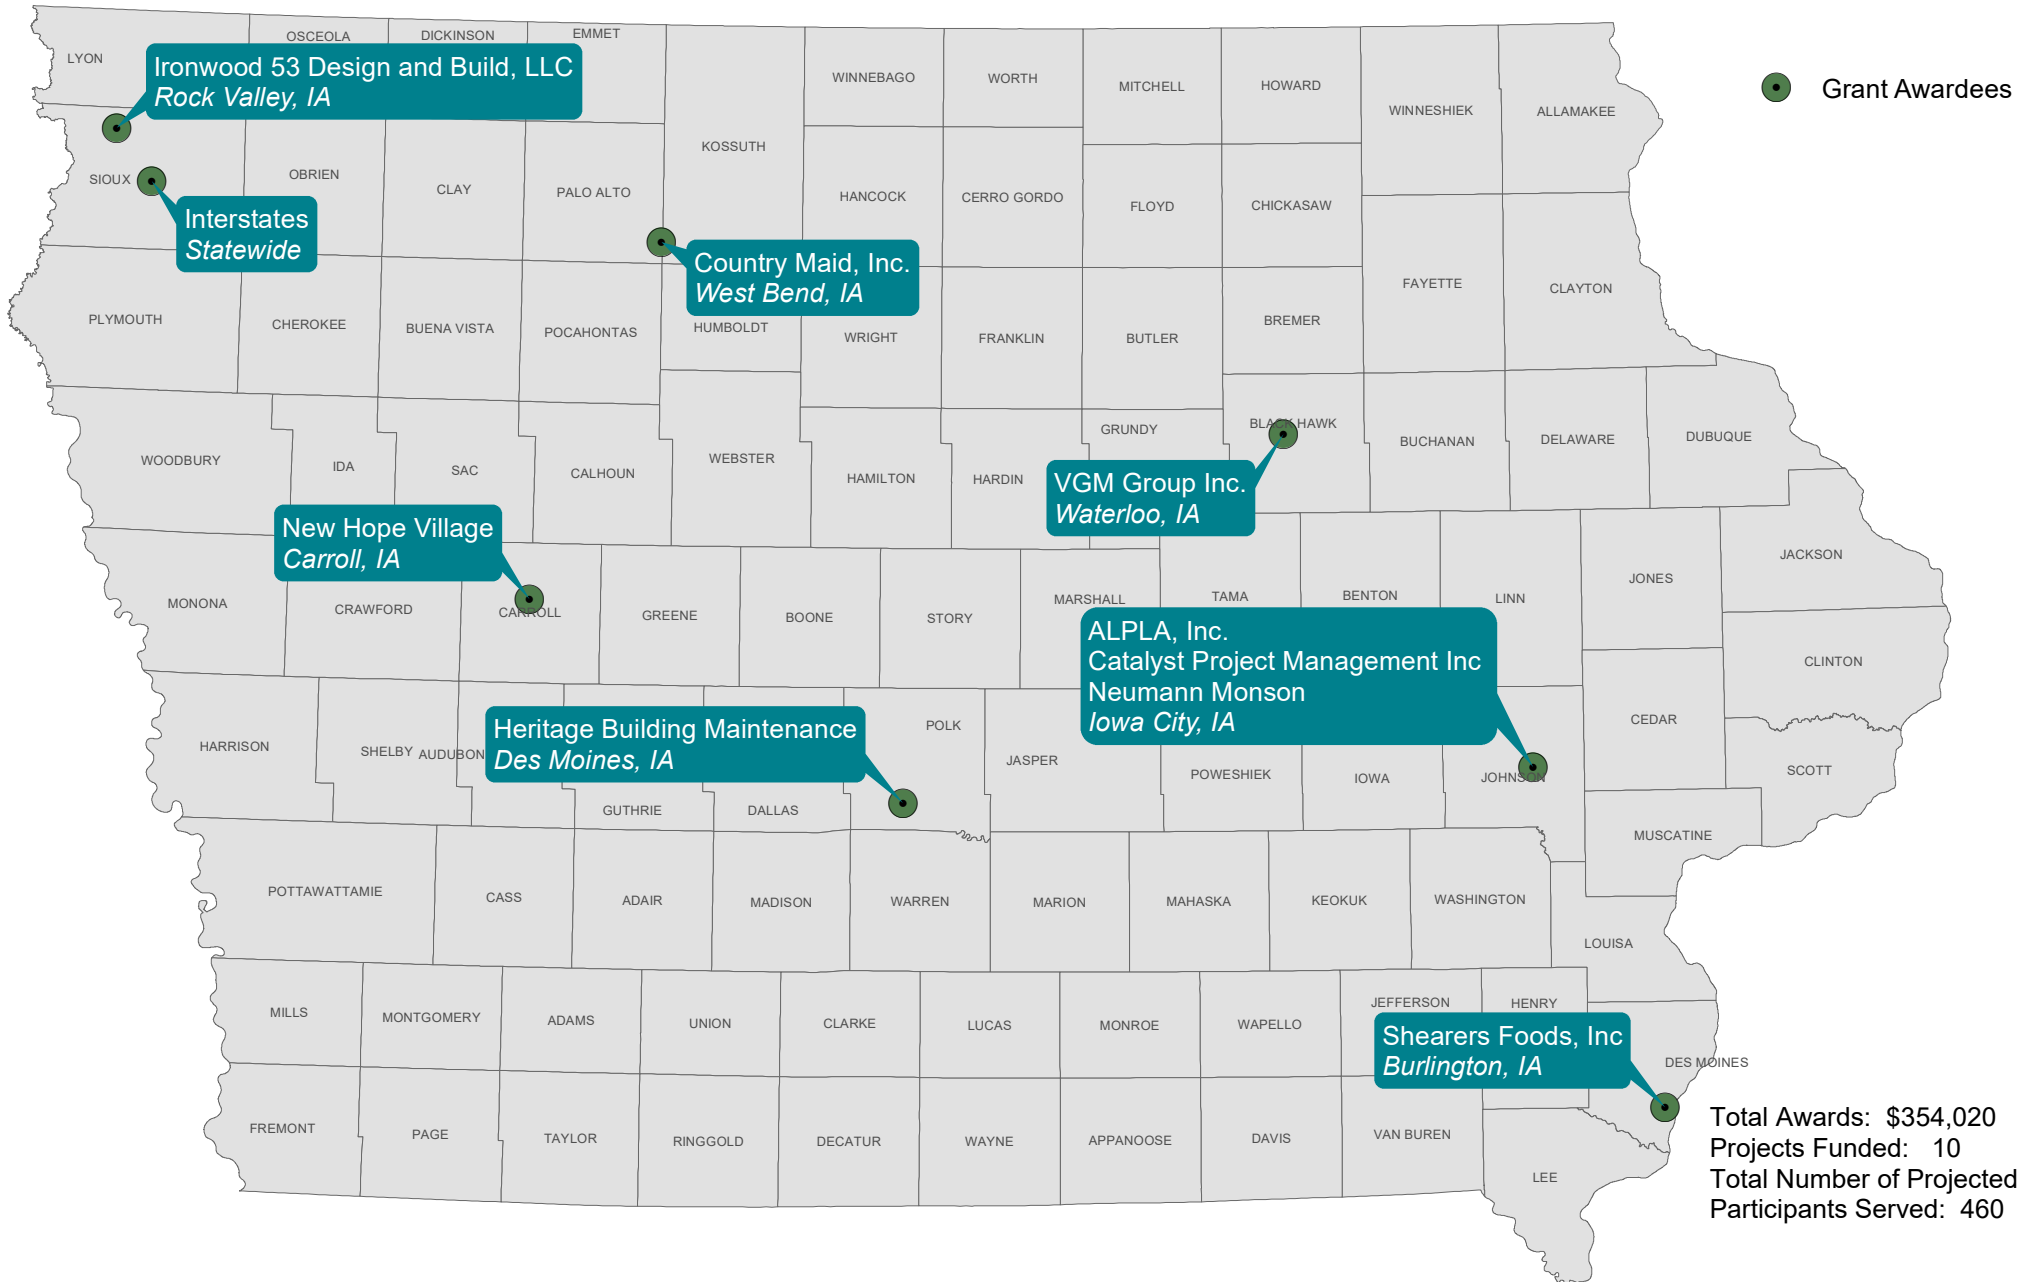 OSCEOLA
DICKINSON
EMMET
LYON
Ironwood 53 Design and Build, LLC
Rock Valley, IA
WINNEBAGO
WORTH
MITCHELL
HOWARD
WINNESHIEK
ALLAMAKEE
Grant Awardees
KOSSUTH
SIOUX
OBRIEN
CLAY
PALO ALTO
HANCOCK
CERRO GORDO
FLOYD
CHICKASAW
Interstates
Statewide
Country Maid, Inc.
West Bend, IA
FAYETTE
CLAYTON
PLYMOUTH
CHEROKEE
BUENA VISTA
POCAHONTAS
HUMBOLDT
WRIGHT
FRANKLIN
BUTLER
BREMER
WOODBURY
IDA
SAC
CALHOUN
WEBSTER
HAMILTON
HARDIN
GRUNDY
BLACK HAWK
BUCHANAN
DELAWARE
DUBUQUE
VGM Group Inc.
Waterloo, IA
New Hope Village
Carroll, IA
MONONA
CRAWFORD
CARROLL
GREENE
BOONE
STORY
MARSHALL
TAMA
BENTON
LINN
JONES
JACKSON
ALPLA, Inc.
Catalyst Project Management Inc
Neumann Monson
Iowa City, IA
CLINTON
CEDAR
HARRISON
SHELBY
AUDUBON
Heritage Building Maintenance
Des Moines, IA
POLK
JASPER
POWESHIEK
IOWA
JOHNSON
SCOTT
GUTHRIE
DALLAS
MUSCATINE
POTTAWATTAMIE
CASS
ADAIR
MADISON
WARREN
MARION
MAHASKA
KEOKUK
WASHINGTON
LOUISA
MILLS
MONTGOMERY
ADAMS
UNION
CLARKE
LUCAS
MONROE
WAPELLO
JEFFERSON
HENRY
Shearers Foods, Inc
Burlington, IA
DES MOINES
FREMONT
PAGE
TAYLOR
RINGGOLD
DECATUR
WAYNE
APPANOOSE
DAVIS
VAN BUREN
LEE
Total Awards: $354,020
Projects Funded: 10
Total Number of Projected
Participants Served: 460